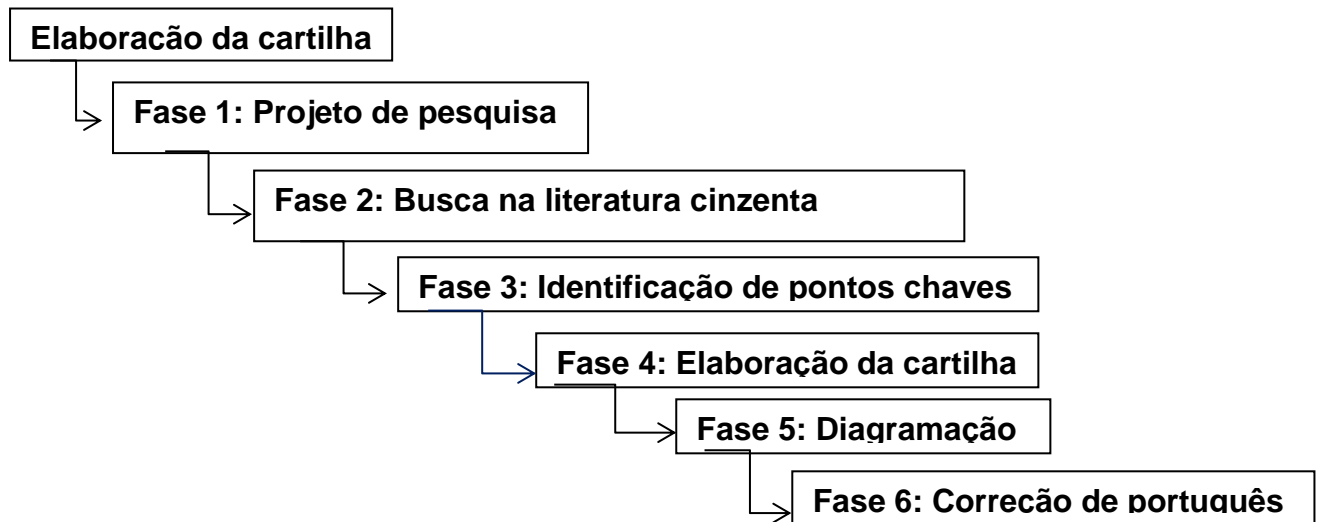 Elaboração da cartilha
Fase 1: Projeto de pesquisa
Fase 2: Busca na literatura cinzenta
Fase 3: Identificação de pontos chaves
Fase 4: Elaboração da cartilha
Fase 5: Diagramação
Fase 6: Correção de português